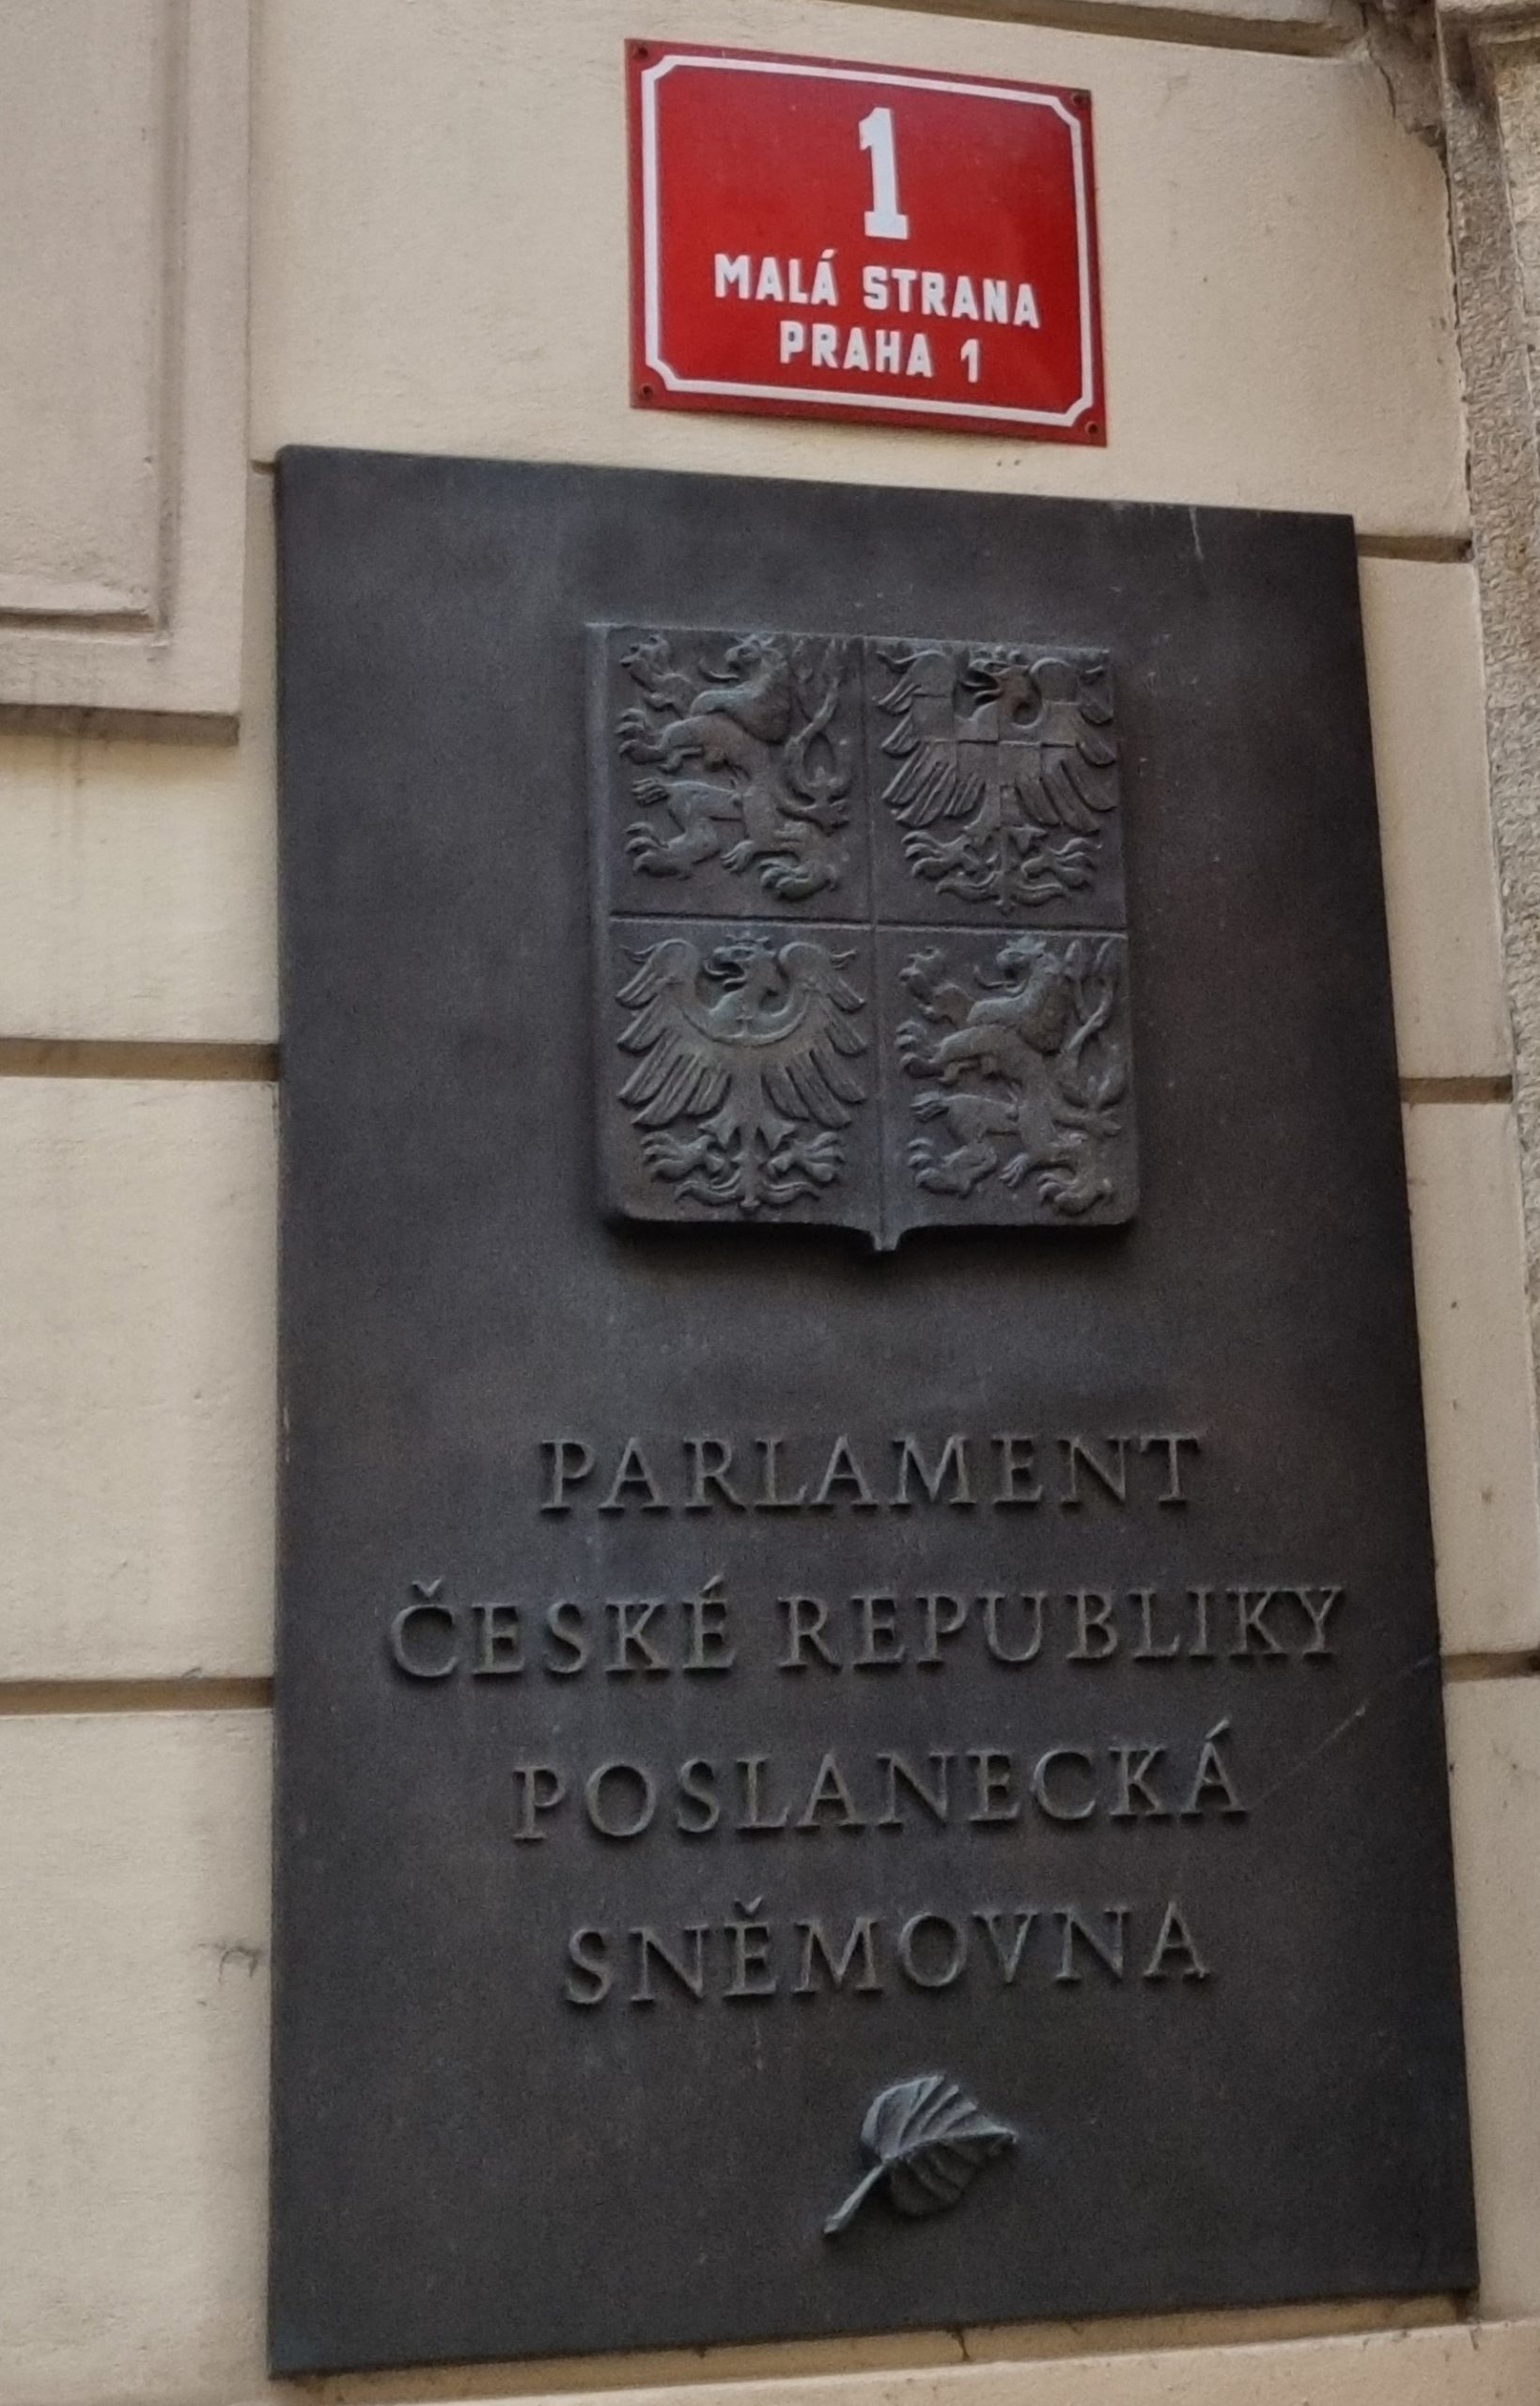 1
MALÁ STRANA
PRAHA 1
PARLAMENT
ČESKÉ REPUBLIKY
POSLANECKÁ
SNĚMOVNA